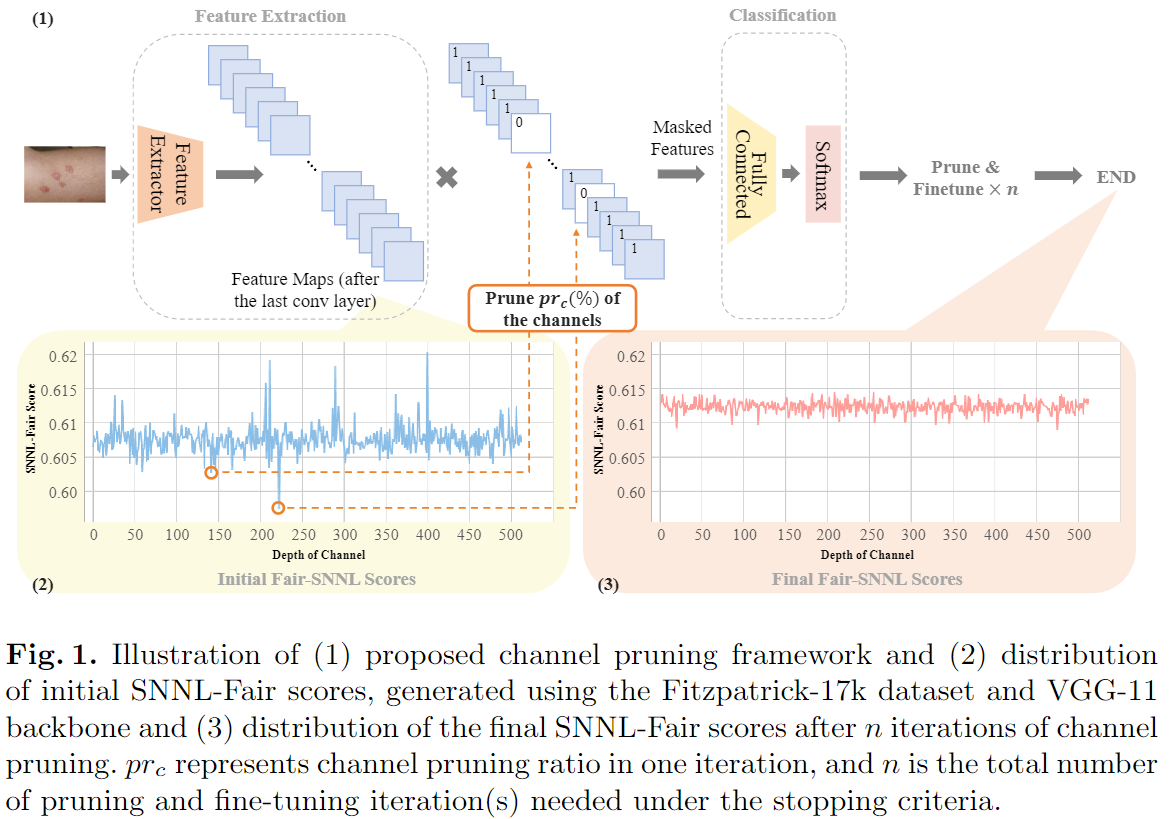 (1)
Feature Extraction
Classification
1
1
1
1
1
0
1
0
1
1
1
1
Feature
Extractor
Masked
Features
Fully
Connected
Softmax
Prune &
Finetune × n
END
Feature Maps (after
the last conv layer)
Prune prc(%) of
the channels
0.62
0.615
0.61
0.605
0.60
SNNL-Fair Score
0 50 100 150 200 250 300 350 400 450 500
Depth of Channel
(2)
Initial Fair-SNNL Scores
0.62
0.615
0.61
0.605
0.60
SNNL-Fair Score
0 50 100 150 200 250 300 350 400 450 500
Depth of Channel
(3)
Final Fair-SNNL Scores
Fig. 1. Illustration of (1) proposed channel pruning framework and (2) distribution
of initial SNNL-Fair scores, generated using the Fitzpatrick-17k dataset and VGG-11
backbone and (3) distribution of the final SNNL-Fair scores after n iterations of channel
pruning. prc represents channel pruning ratio in one iteration, and n is the total number
of pruning and fine-tuning iteration(s) needed under the stopping criteria.